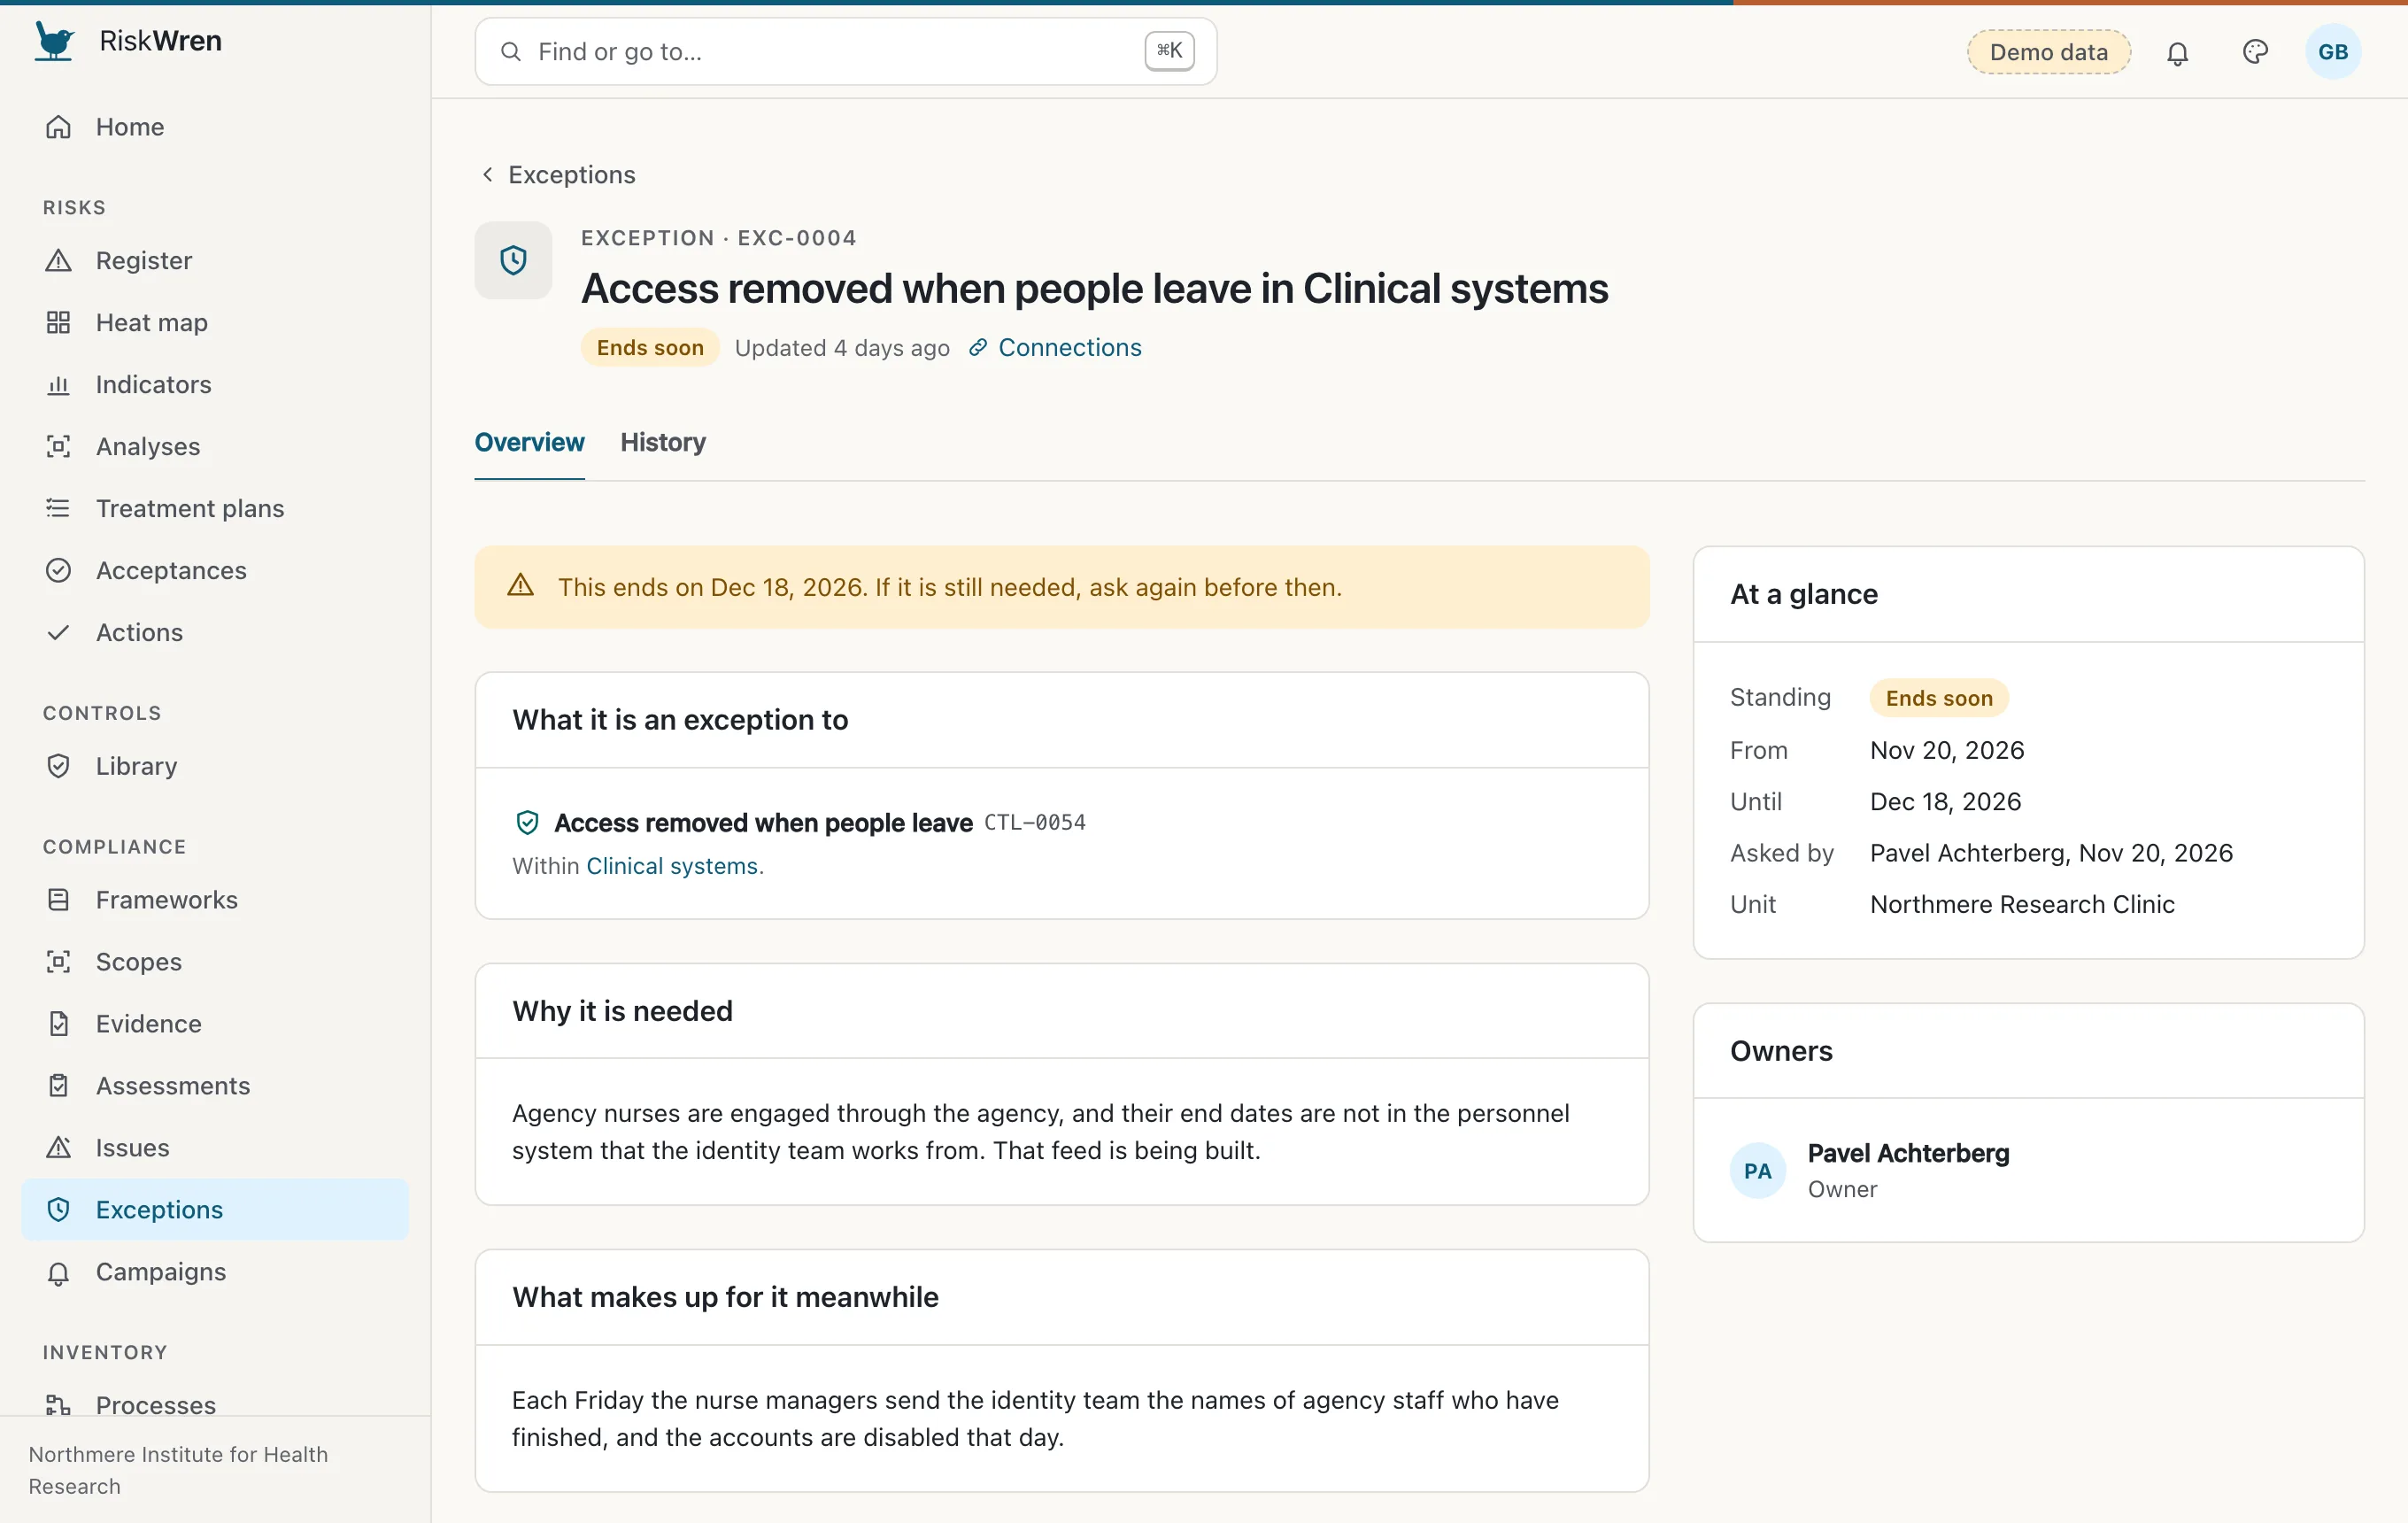 RiskWren
Find or go to...
⌘K
Demo data
GB
Home
RISKS
Register
Heat map
Indicators
Analyses
Treatment plans
Acceptances
Actions
CONTROLS
Library
COMPLIANCE
Frameworks
Scopes
Evidence
Assessments
Issues
Exceptions
Campaigns
INVENTORY
Processes
Northmere Institute for Health
Research
Exceptions
EXCEPTION · EXC-0004
Access removed when people leave in Clinical systems
Ends soon
Updated 4 days ago
Connections
Overview
History
This ends on Dec 18, 2026. If it is still needed, ask again before then.
What it is an exception to
Access removed when people leave CTL-0054
Within Clinical systems.
Why it is needed
Agency nurses are engaged through the agency, and their end dates are not in the personnel
system that the identity team works from. That feed is being built.
What makes up for it meanwhile
Each Friday the nurse managers send the identity team the names of agency staff who have
finished, and the accounts are disabled that day.
At a glance
Standing Ends soon
From Nov 20, 2026
Until Dec 18, 2026
Asked by Pavel Achterberg, Nov 20, 2026
Unit Northmere Research Clinic
Owners
PA
Pavel Achterberg
Owner